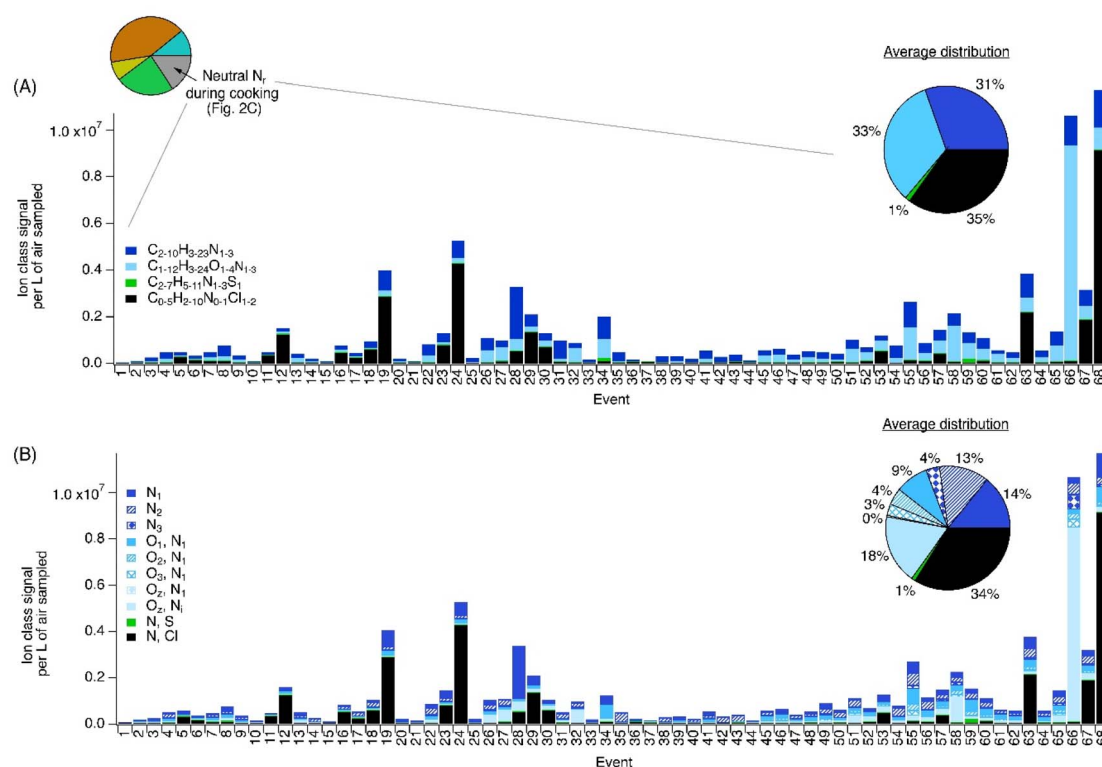 (A)
Neutral Nr
during cooking
(Fig. 2C)
Average distribution
31%
33%
1%
35%
1.0 x10⁷
0.8
0.6
0.4
0.2
0.0
Ion class signal
per L of air sampled
C₂₋₁₀H₃₋₂₃N₁₋₃
C₁₋₁₂H₃₋₂₄O₁₋₄N₁₋₃
C₂₋₇H₅₋₁₁N₁₋₃S₁
C₀₋₅H₂₋₁₀N₀₋₁Cl₁₋₂
1 2 3 4 5 6 7 8 9 10 11 12 13 14 15 16 17 18 19 20 21 22 23 24 25 26 27 28 29 30 31 32 33 34 35 36 37 38 39 40 41 42 43 44 45 46 47 48 49 50 51 52 53 54 55 56 57 58 59 60 61 62 63 64 65 66 67 68
Event
(B)
Average distribution
4%
13%
9%
14%
4%
3%
0%
18%
1%
34%
1.0 x10⁷
0.8
0.6
0.4
0.2
0.0
Ion class signal
per L of air sampled
N₁
N₂
N₃
O₁, N₁
O₂, N₁
O₃, N₁
O_z, N₁
O_z, N_i
N, S
N, Cl
1 2 3 4 5 6 7 8 9 10 11 12 13 14 15 16 17 18 19 20 21 22 23 24 25 26 27 28 29 30 31 32 33 34 35 36 37 38 39 40 41 42 43 44 45 46 47 48 49 50 51 52 53 54 55 56 57 58 59 60 61 62 63 64 65 66 67 68
Event